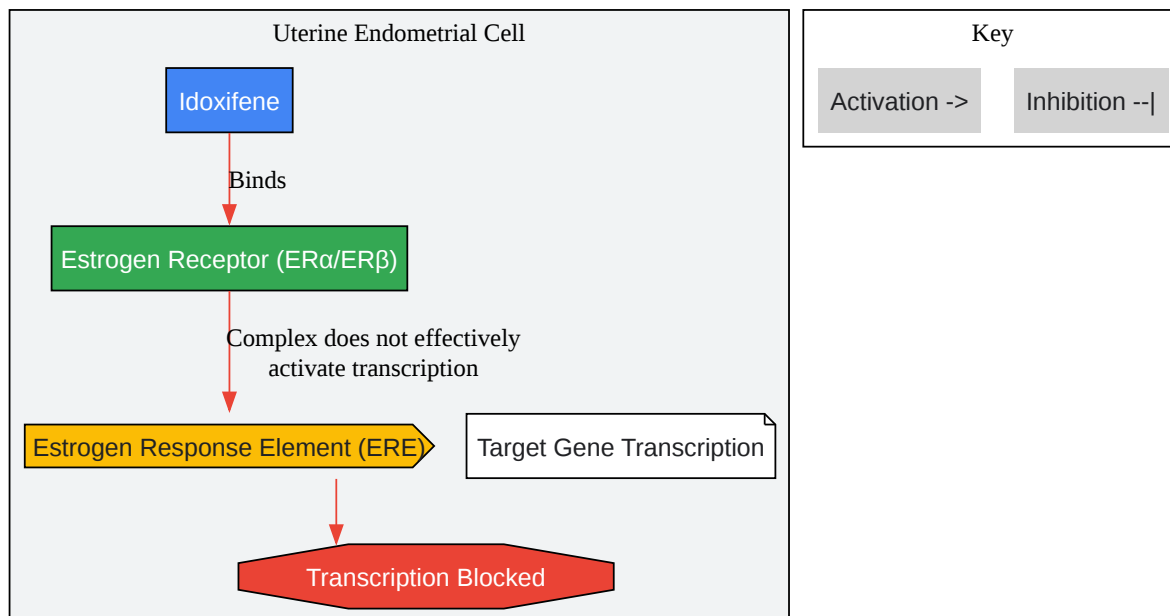 Uterine Endometrial Cell
Idoxifene
Binds
Estrogen Receptor (ERα/ERβ)
Complex does not effectively
activate transcription
Estrogen Response Element (ERE)
Target Gene Transcription
Transcription Blocked
Key
Activation ->
Inhibition --|